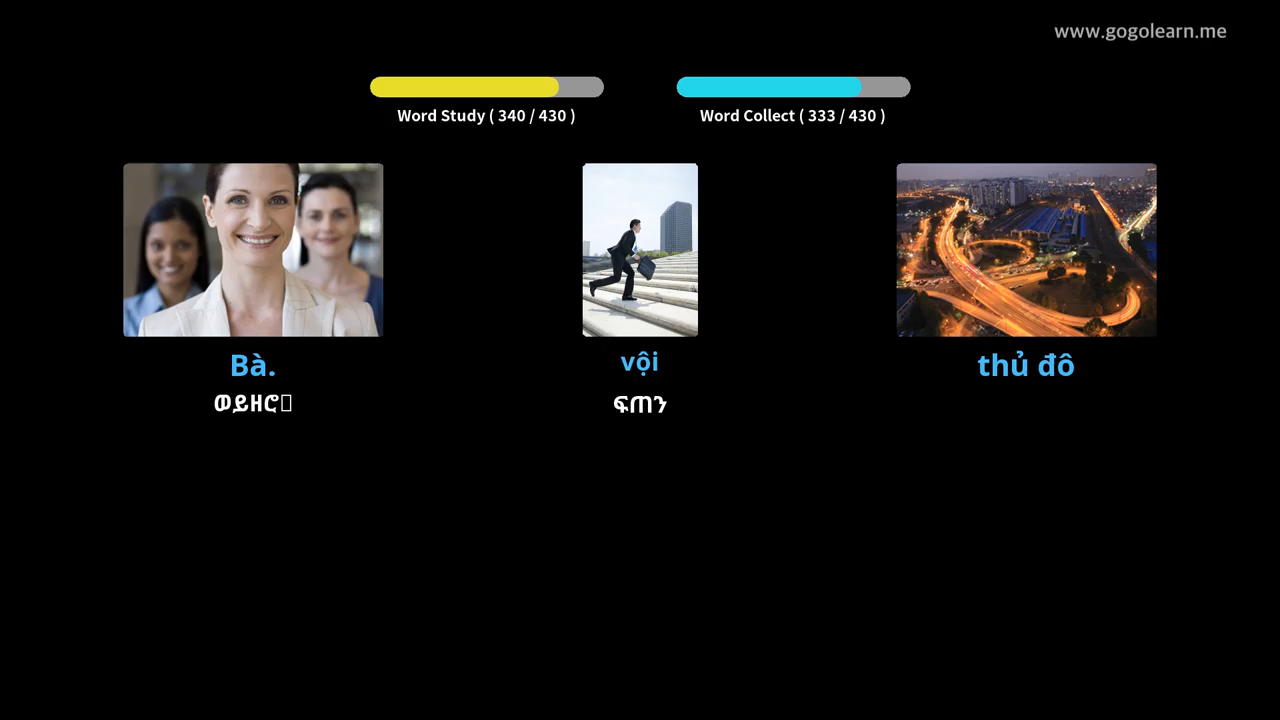 www.gogolearn.me
Word Study ( 340 / 430 )
Word Collect ( 333 / 430 )
Bà.
vội
thủ đô
ወይዘሮ
ፍጠን